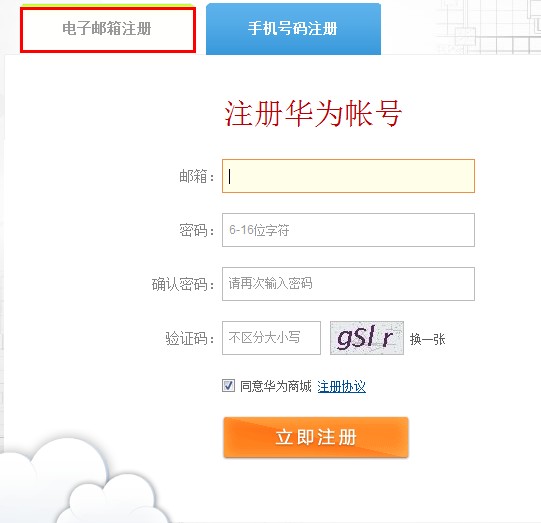 电子邮箱注册 手机号码注册
注册华为帐号
邮箱：
密码： 6-16位字符
确认密码： 请再次输入密码
验证码： 不区分大小写 gSl r 换一张
同意华为商城 注册协议
立即注册